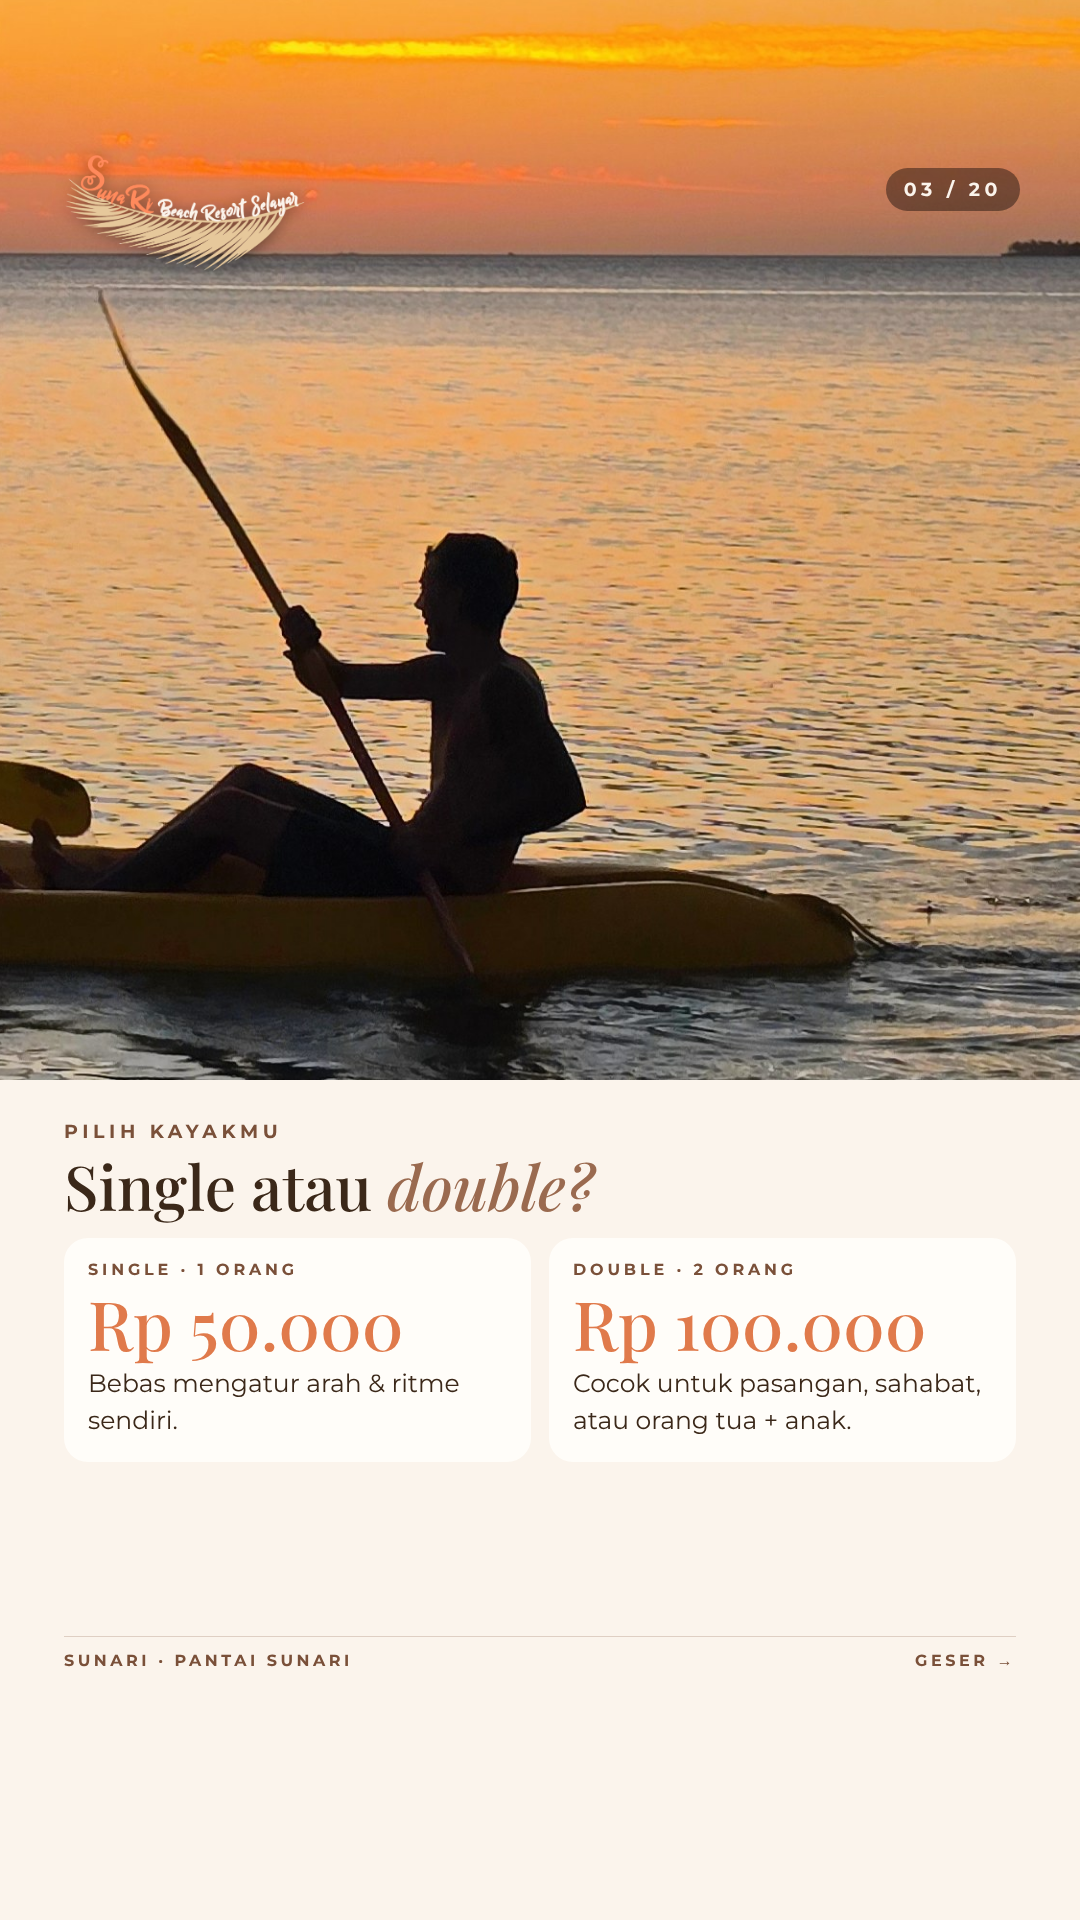 SunaRi Beach Resort Selayar
03 / 20
PILIH KAYAKMU
Single atau double?
SINGLE · 1 ORANG
Rp 50.000
Bebas mengatur arah & ritme
sendiri.
DOUBLE · 2 ORANG
Rp 100.000
Cocok untuk pasangan, sahabat,
atau orang tua + anak.
SUNARI · PANTAI SUNARI
GESER →